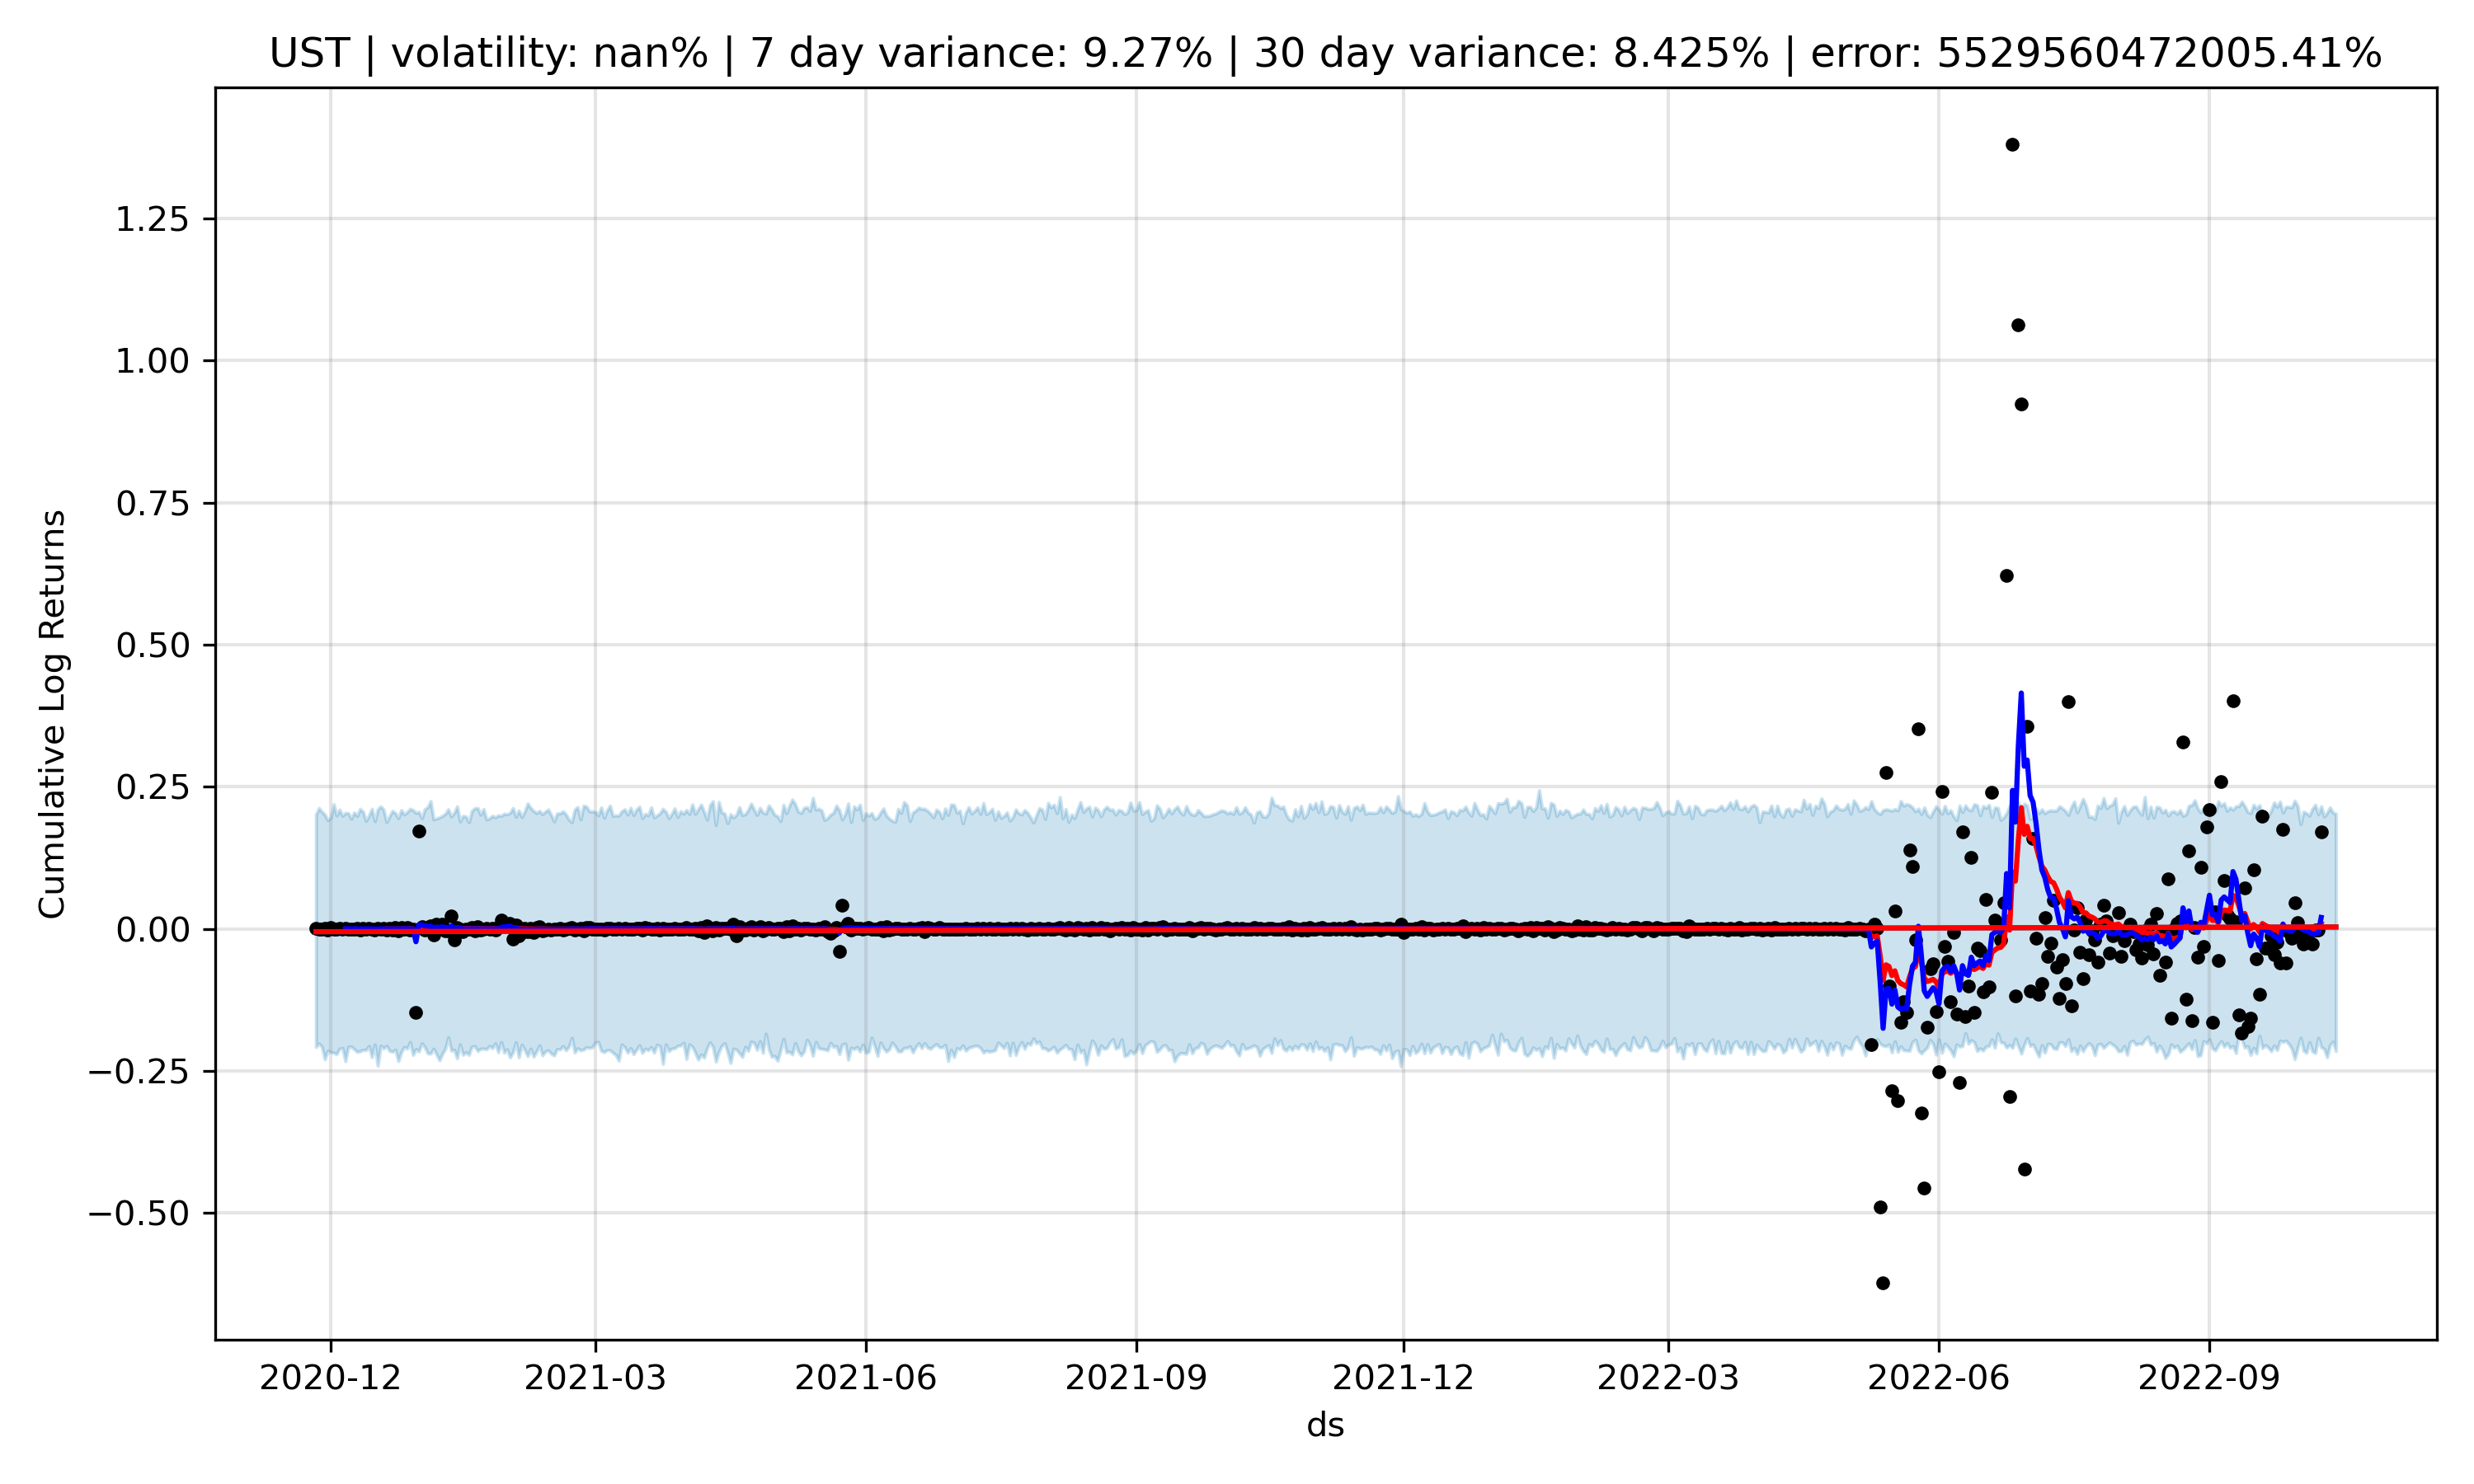 UST | volatility: nan% | 7 day variance: 9.27% | 30 day variance: 8.425% | error: 5529560472005.41%
Cumulative Log Returns
1.25
1.00
0.75
0.50
0.25
0.00
−0.25
−0.50
2020-12 2021-03 2021-06 2021-09 2021-12 2022-03 2022-06 2022-09
ds